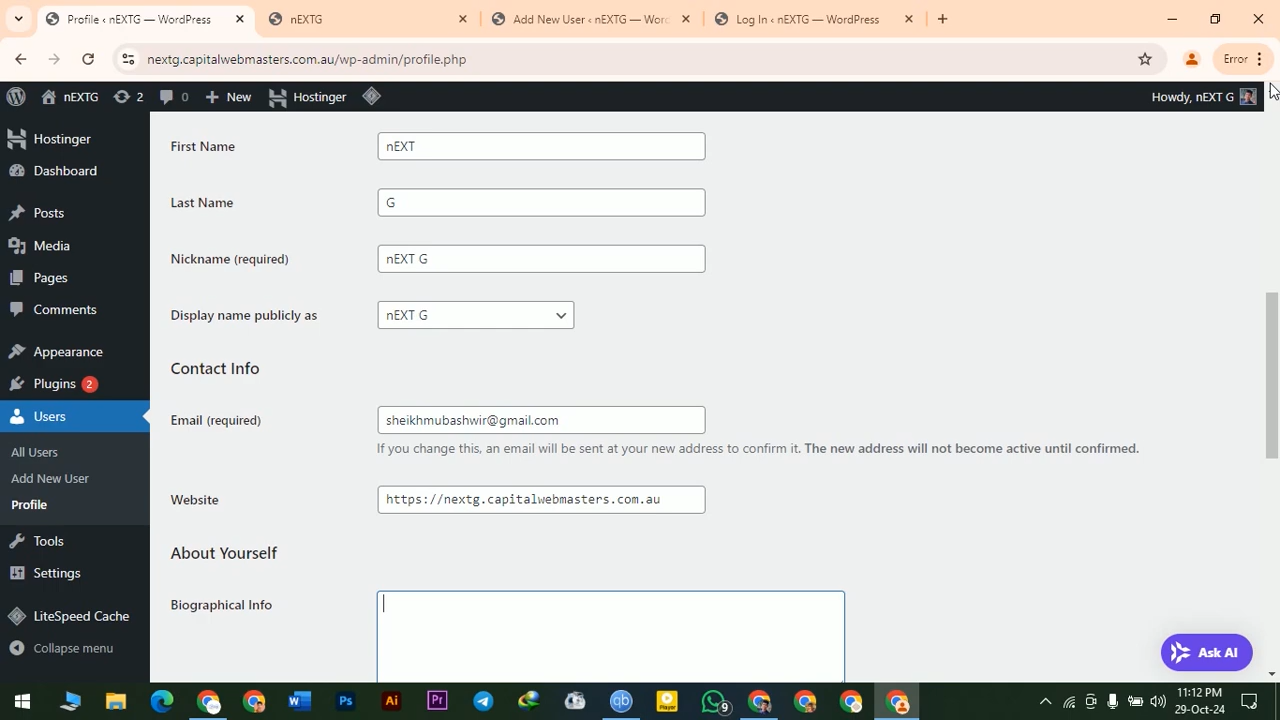 Profile ‹ nEXTG — WordPress
nEXTG
Add New User ‹ nEXTG — Word
Log In ‹ nEXTG — WordPress
nextg.capitalwebmasters.com.au/wp-admin/profile.php
Error
nEXTG
2
0
New
Hostinger
Howdy, nEXT G
Hostinger
Dashboard
Posts
Media
Pages
Comments
Appearance
Plugins 2
Users
All Users
Add New User
Profile
Tools
Settings
LiteSpeed Cache
Collapse menu
First Name
nEXT
Last Name
G
Nickname (required)
nEXT G
Display name publicly as
nEXT G
Contact Info
Email (required)
sheikhmubashwir@gmail.com
If you change this, an email will be sent at your new address to confirm it. The new address will not become active until confirmed.
Website
https://nextg.capitalwebmasters.com.au
About Yourself
Biographical Info
Ask AI
W
Ps
Ai
Pr
qb
Player
9
11:12 PM
29-Oct-24